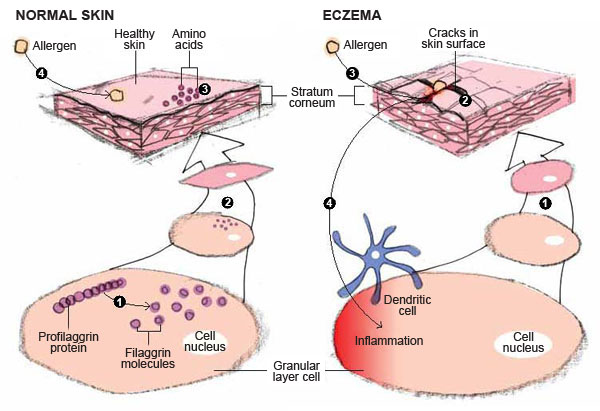 NORMAL SKIN
Allergen
Healthy
skin
Amino
acids
4
3
Stratum
corneum
2
1
Profilaggrin
protein
Filaggrin
molecules
Cell
nucleus
Granular
layer cell
ECZEMA
Allergen
Cracks in
skin surface
3
2
1
4
Dendritic
cell
Inflammation
Cell
nucleus